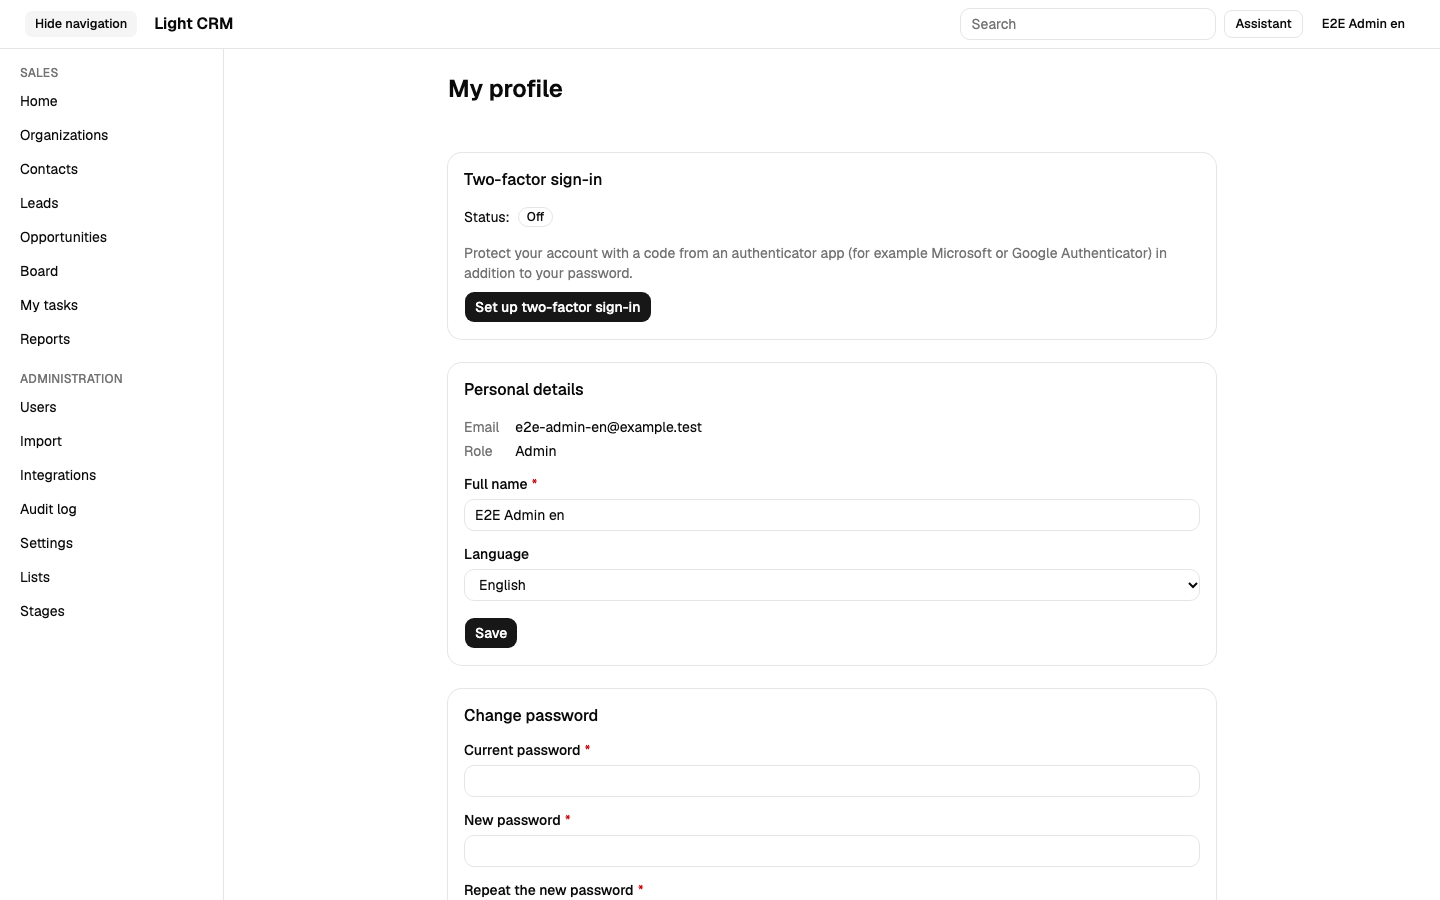 Hide navigation
Light CRM
Search
Assistant
E2E Admin en
SALES
Home
Organizations
Contacts
Leads
Opportunities
Board
My tasks
Reports
ADMINISTRATION
Users
Import
Integrations
Audit log
Settings
Lists
Stages
My profile
Two-factor sign-in
Status: Off
Protect your account with a code from an authenticator app (for example Microsoft or Google Authenticator) in
addition to your password.
Set up two-factor sign-in
Personal details
Email e2e-admin-en@example.test
Role Admin
Full name *
E2E Admin en
Language
English
Save
Change password
Current password *
New password *
Repeat the new password *